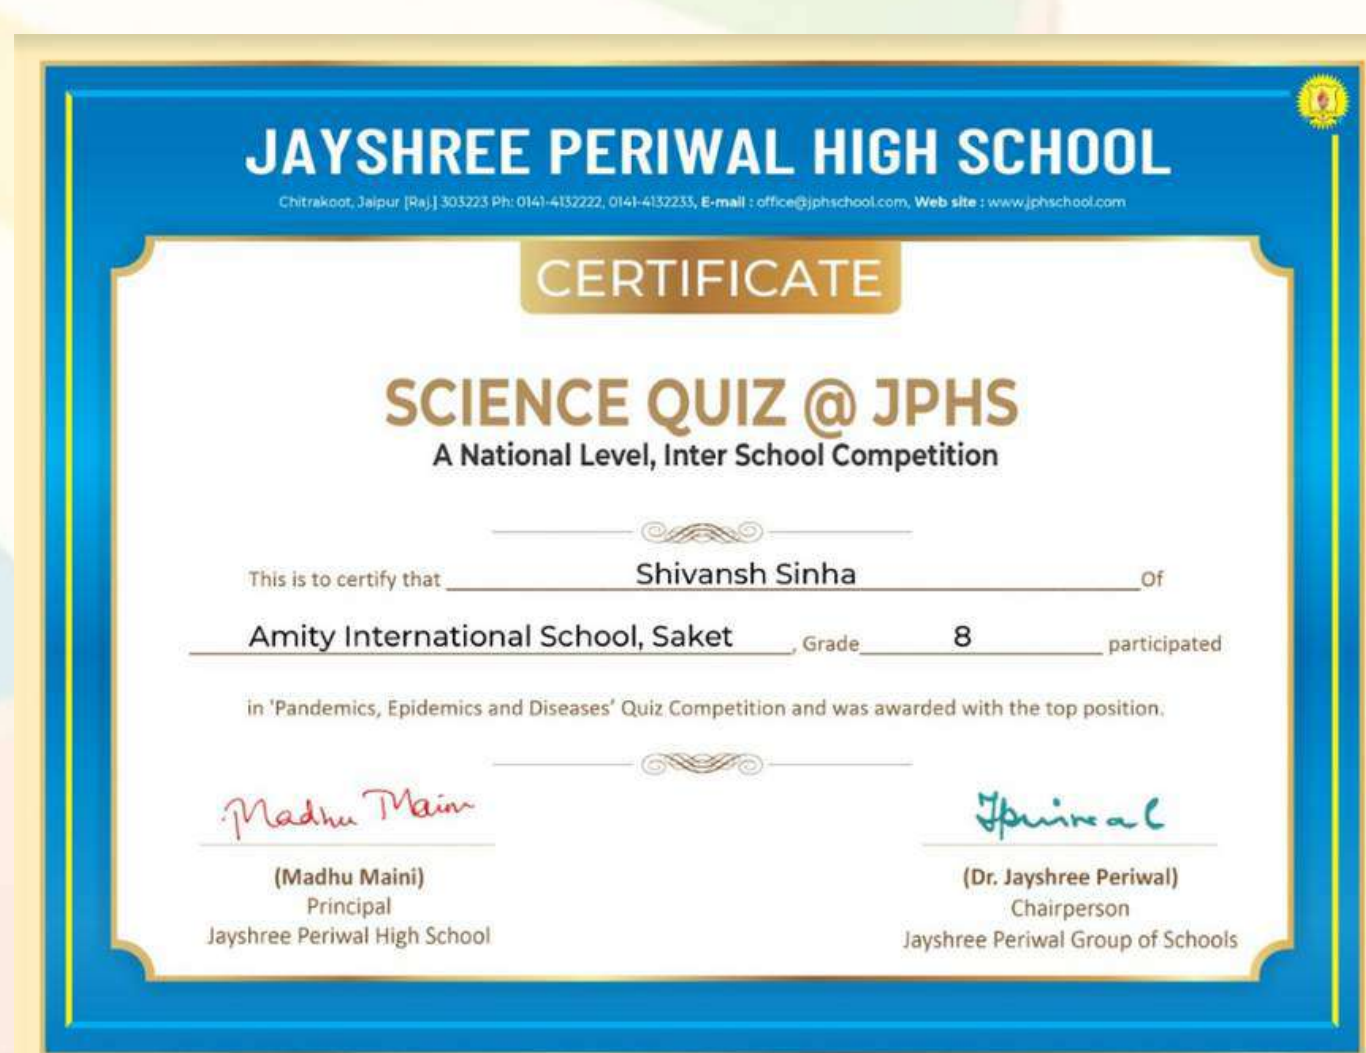 JAYSHREE PERIWAL HIGH SCHOOL
Chitrakoot, Jaipur [Raj.] 303223 Ph: 0141-4132222, 0141-4132233, E-mail : office@jphschool.com, Web site : www.jphschool.com
CERTIFICATE
SCIENCE QUIZ @ JPHS
A National Level, Inter School Competition
This is to certify that Shivansh Sinha Of
Amity International School, Saket , Grade 8 participated
in 'Pandemics, Epidemics and Diseases' Quiz Competition and was awarded with the top position.
Madhu Maini
(Madhu Maini)
Principal
Jayshree Periwal High School
JPeriwal
(Dr. Jayshree Periwal)
Chairperson
Jayshree Periwal Group of Schools